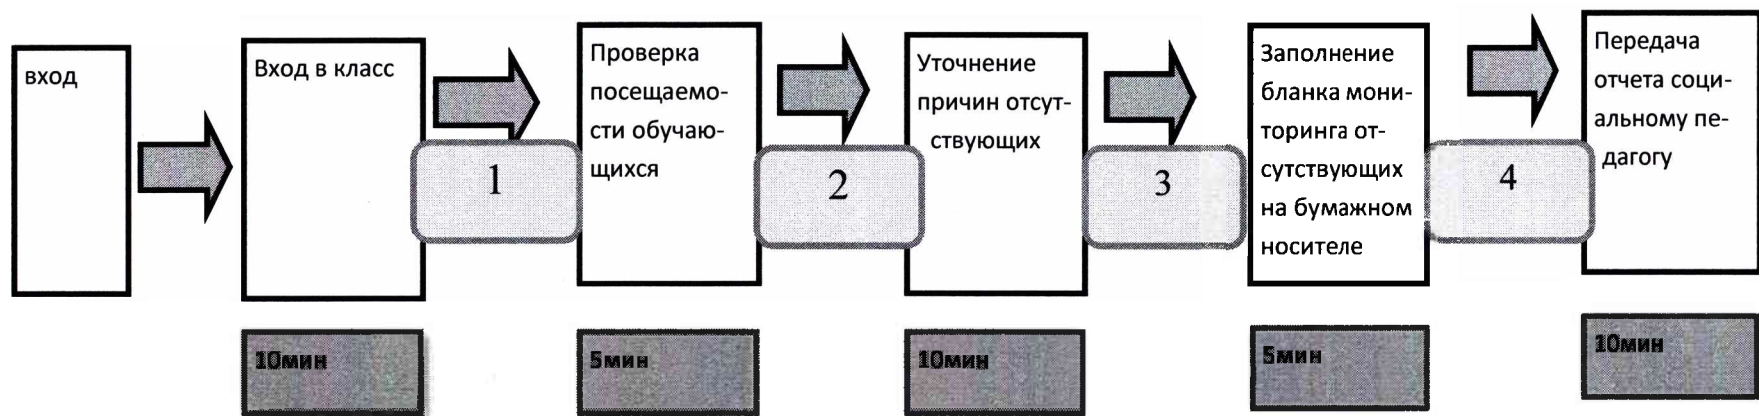 вход
Вход в класс
1
Проверка
посещаемо-
сти обучаю-
щихся
2
Уточнение
причин отсут-
ствующих
3
Заполнение
бланка мони-
торинга от-
сутствующих
на бумажном
носителе
4
Передача
отчета соци-
альному пе-
дагогу
10мин
5мин
10мин
5мин
10мин